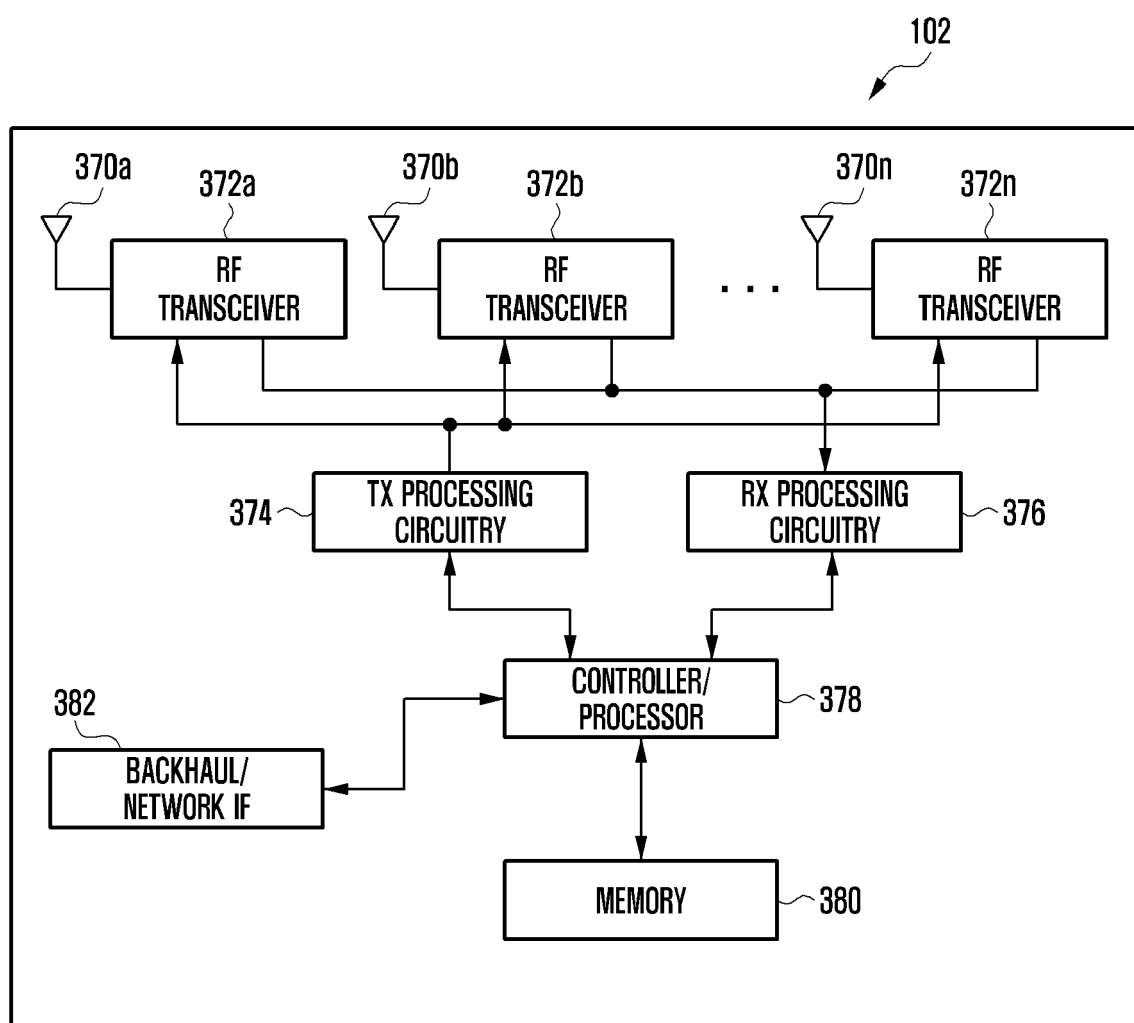 102
370a
372a
370b
372b
370n
372n
RF
TRANSCEIVER
RF
TRANSCEIVER
. . .
RF
TRANSCEIVER
374
TX PROCESSING
CIRCUITRY
RX PROCESSING
CIRCUITRY
376
CONTROLLER/
PROCESSOR
378
382
BACKHAUL/
NETWORK IF
MEMORY
380